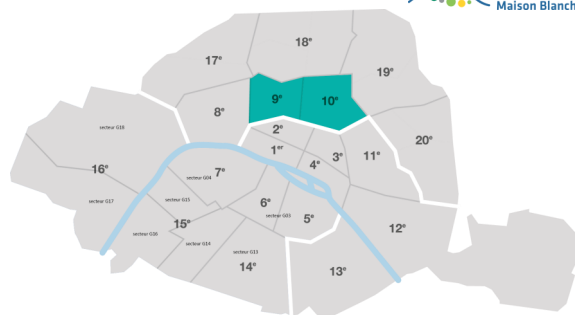 Maison Blanch
18ᵉ
17ᵉ
19ᵉ
9ᵉ
10ᵉ
8ᵉ
2ᵉ
20ᵉ
secteur G18
1ᵉʳ
3ᵉ
11ᵉ
4ᵉ
16ᵉ
7ᵉ
secteur G04
secteur G17
secteur G15
6ᵉ
secteur G03
5ᵉ
15ᵉ
12ᵉ
secteur G16
secteur G14
secteur G13
14ᵉ
13ᵉ